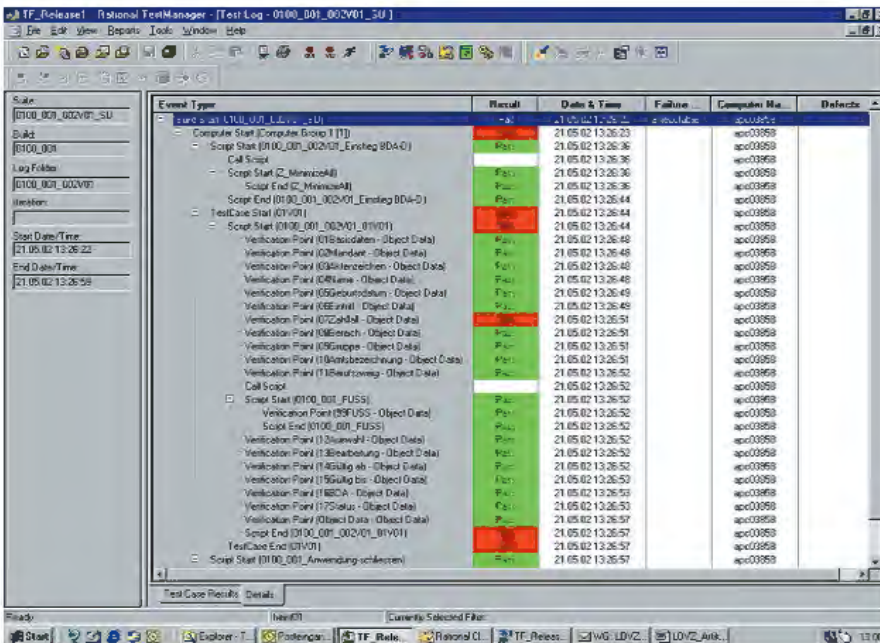 TF_Release1 - Rational TestManager - [Test Log - 0100_001_002V01_SU ]
File Edit View Reports Tools Window Help
Suite:
0100_001_002V01_SU
Build:
0100_001
Log Folder:
0100_001_002V01
Iteration:
Start Date/Time:
21.05.02 13:26:22
End Date/Time:
21.05.02 13:26:59
Event Type Result Date & Time Failure ... Computer Na... Defects
Suite Start (0100_001_002V01_SU) Fail 21.05.02 13:26:22
Computer Start (Computer Group 1 [1]) 21.05.02 13:26:23 apc03858
Script Start (0100_001_002V01_Einstieg BDA-D) Pass 21.05.02 13:26:36 apc03858
Call Script 21.05.02 13:26:36 apc03858
Script Start (Z_MinimizeAll) Pass 21.05.02 13:26:36 apc03858
Script End (Z_MinimizeAll) Pass 21.05.02 13:26:36 apc03858
Script End (0100_001_002V01_Einstieg BDA-D) Pass 21.05.02 13:26:44 apc03858
TestCase Start (01V01) 21.05.02 13:26:44 apc03858
Script Start (0100_001_002V01_01V01) 21.05.02 13:26:44 apc03858
Verification Point (01Basisdaten - Object Data) Pass 21.05.02 13:26:48 apc03858
Verification Point (02Mandant - Object Data) Pass 21.05.02 13:26:48 apc03858
Verification Point (03Aktenzeichen - Object Data) Pass 21.05.02 13:26:48 apc03858
Verification Point (04Name - Object Data) Pass 21.05.02 13:26:48 apc03858
Verification Point (05Geburtsdatum - Object Data) Pass 21.05.02 13:26:49 apc03858
Verification Point (06Eintritt - Object Data) Pass 21.05.02 13:26:49 apc03858
Verification Point (07Zahlfall - Object Data) 21.05.02 13:26:51 apc03858
Verification Point (08Bereich - Object Data) Pass 21.05.02 13:26:51 apc03858
Verification Point (09Gruppe - Object Data) Pass 21.05.02 13:26:51 apc03858
Verification Point (10Amtsbezeichnung - Object Data) Pass 21.05.02 13:26:51 apc03858
Verification Point (11Berufszweig - Object Data) Pass 21.05.02 13:26:52 apc03858
Call Script 21.05.02 13:26:52 apc03858
Script Start (0100_001_FUSS) Pass 21.05.02 13:26:52 apc03858
Verification Point (99FUSS - Object Data) Pass 21.05.02 13:26:52 apc03858
Script End (0100_001_FUSS) Pass 21.05.02 13:26:52 apc03858
Verification Point (12Auswahl - Object Data) Pass 21.05.02 13:26:52 apc03858
Verification Point (13Bearbeitung - Object Data) Pass 21.05.02 13:26:52 apc03858
Verification Point (14Gültig ab - Object Data) Pass 21.05.02 13:26:52 apc03858
Verification Point (15Gültig bis - Object Data) Pass 21.05.02 13:26:53 apc03858
Verification Point (16BDA - Object Data) Pass 21.05.02 13:26:53 apc03858
Verification Point (17Status - Object Data) Pass 21.05.02 13:26:53 apc03858
Verification Point (Object Data - Object Data) Pass 21.05.02 13:26:57 apc03858
Script End (0100_001_002V01_01V01) 21.05.02 13:26:57 apc03858
TestCase End (01V01) 21.05.02 13:26:57 apc03858
Script Start (0100_001_Anwendung-schliessen) Pass 21.05.02 13:26:57 apc03858
Test Case Results Details
Ready Currently Selected Filter:
Start Explorer - T... Posteingan... TF_Rele... Rational Cl... TF_Releas... WG: LDVZ... LDVZ_Artik...